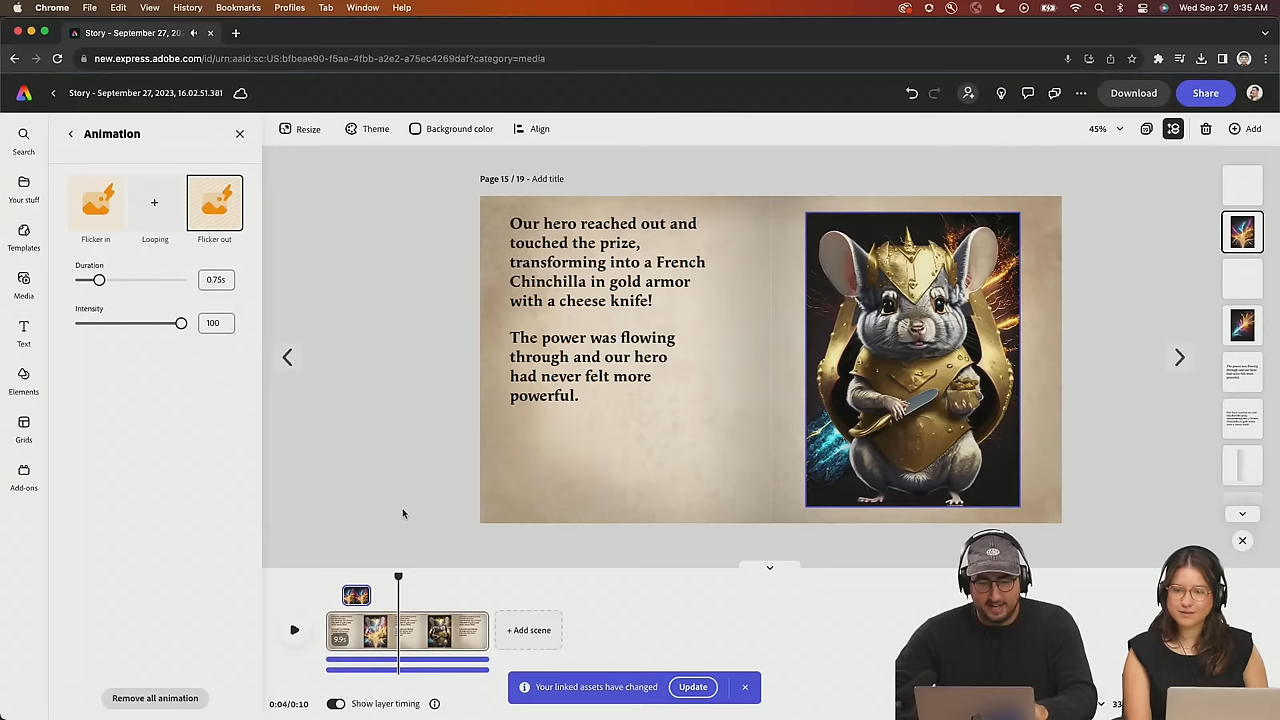 Chrome File Edit View History Bookmarks Profiles Tab Window Help
Wed Sep 27 9:35 AM
Story - September 27, 202
new.express.adobe.com/id/urn:aaid:sc:US:bfbeae90-f5ae-4fbb-a2e2-a75ec4269daf?category=media
Story - September 27, 2023, 16.02.51.381
Download
Share
Search
Your stuff
Templates
Media
Text
Elements
Grids
Add-ons
Animation
Flicker in
Looping
Flicker out
Duration
0.75s
Intensity
100
Remove all animation
Resize
Theme
Background color
Align
45%
Add
Page 15 / 19 - Add title
Our hero reached out and
touched the prize,
transforming into a French
Chinchilla in gold armor
with a cheese knife!
The power was flowing
through and our hero
had never felt more
powerful.
9.9s
+ Add scene
Your linked assets have changed
Update
0:04/0:10
Show layer timing